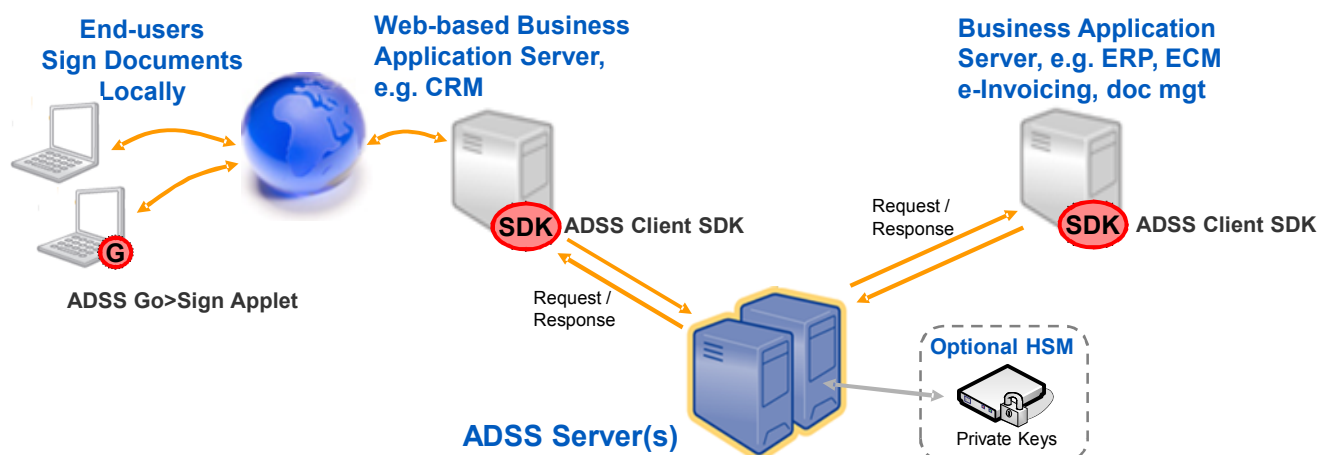 End-users
Sign Documents
Locally
Web-based Business
Application Server,
e.g. CRM
Business Application
Server, e.g. ERP, ECM
e-Invoicing, doc mgt
G
ADSS Go>Sign Applet
SDK
ADSS Client SDK
Request /
Response
Request /
Response
SDK
ADSS Client SDK
ADSS Server(s)
Optional HSM
Private Keys